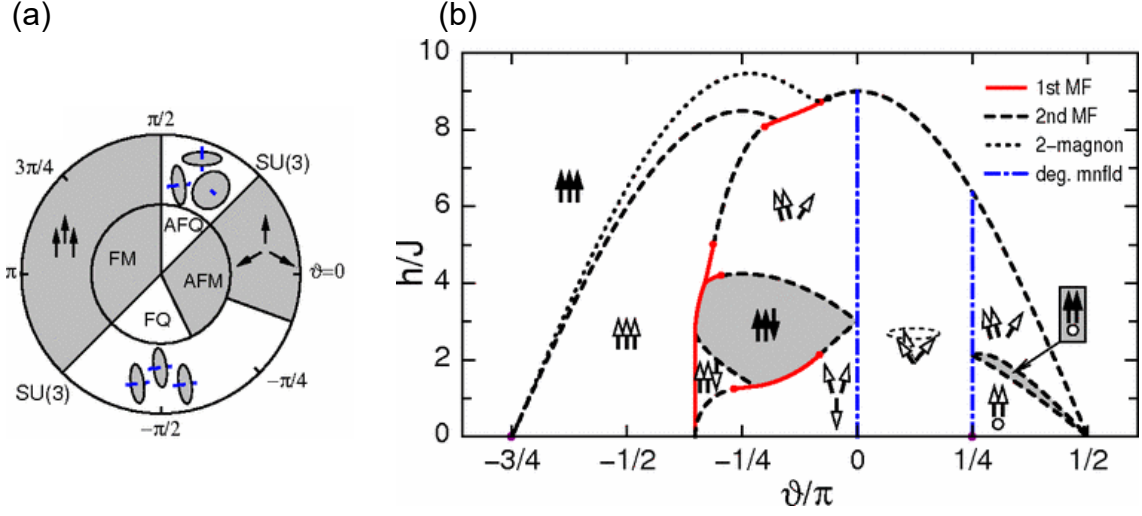 (a)
π/2
3π/4
SU(3)
AFQ
FM
AFM
π
ϑ=0
FQ
SU(3)
−π/4
−π/2
(b)
10
8
6
4
2
0
h/J
1st MF
2nd MF
2−magnon
deg. mnfld
−3/4
−1/2
−1/4
0
1/4
1/2
ϑ/π